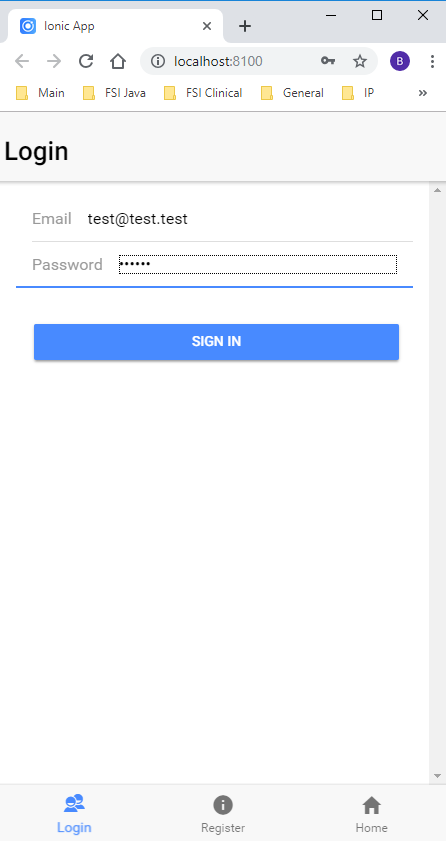 Ionic App
localhost:8100
B
Main FSI Java FSI Clinical General IP »
Login
Email test@test.test
Password ••••••
SIGN IN
Login Register Home